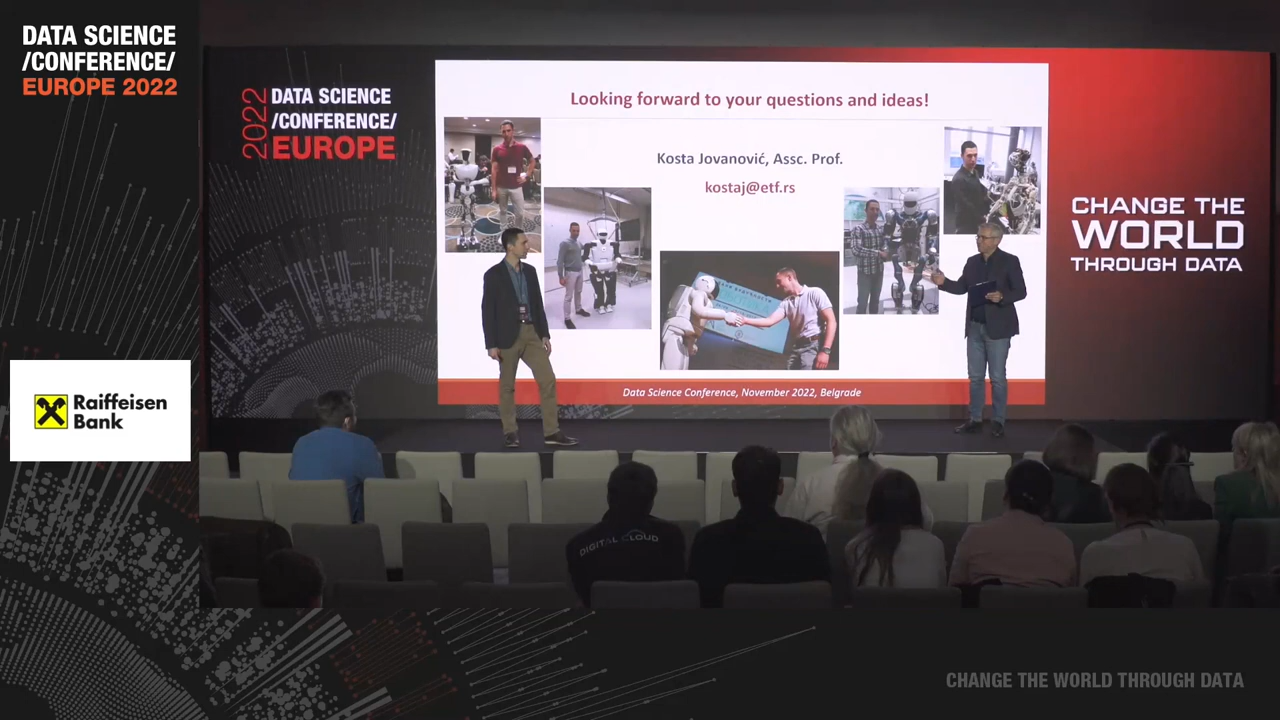 DATA SCIENCE
/CONFERENCE/
EUROPE 2022
2022
DATA SCIENCE
/CONFERENCE/
EUROPE
Looking forward to your questions and ideas!
Kosta Jovanović, Assc. Prof.
kostaj@etf.rs
Data Science Conference, November 2022, Belgrade
CHANGE THE
WORLD
THROUGH DATA
Raiffeisen
Bank
DIGITAL CLOUD
CHANGE THE WORLD THROUGH DATA